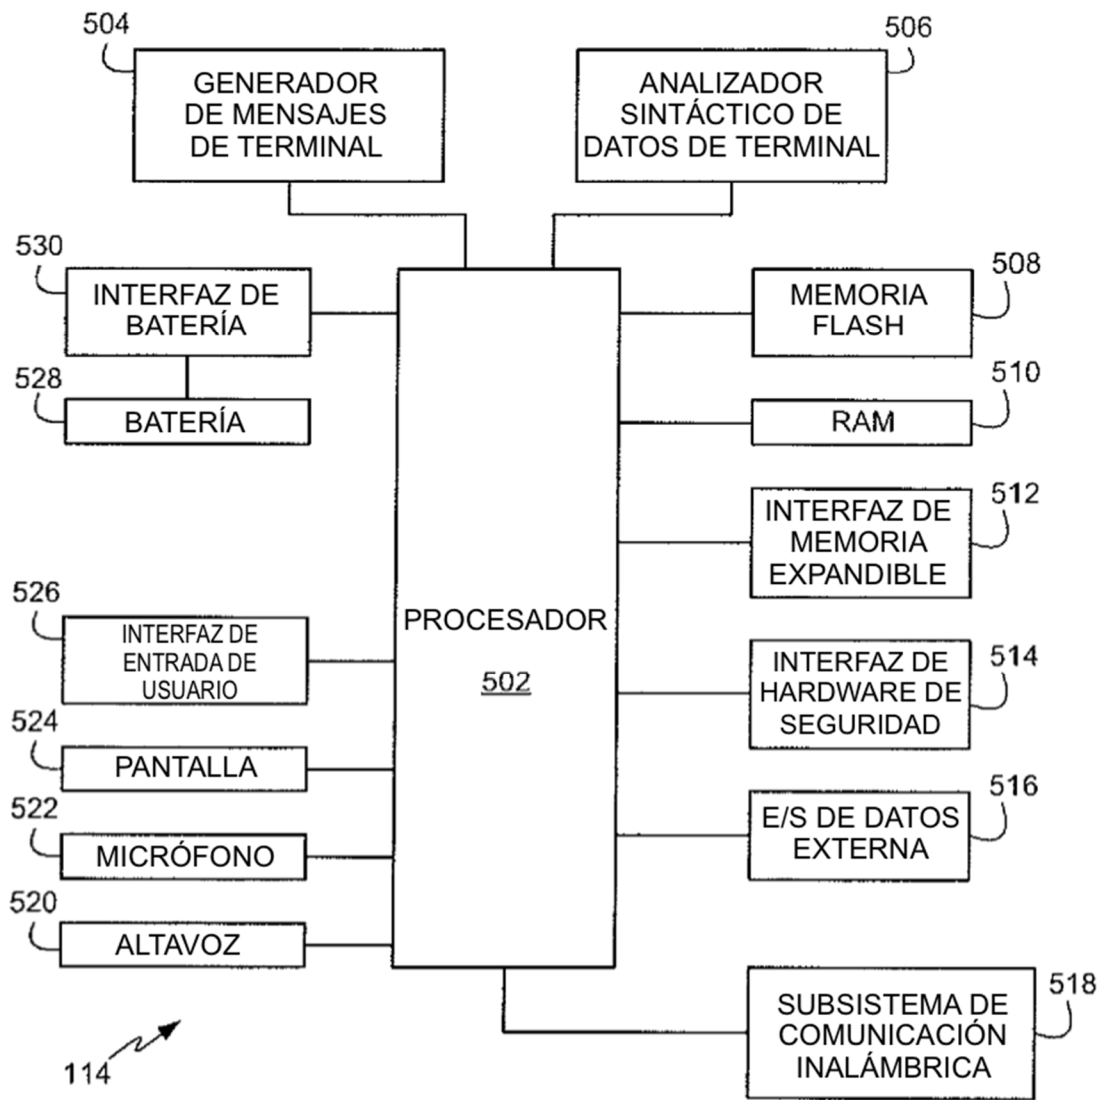 504
GENERADOR
DE MENSAJES
DE TERMINAL
506
ANALIZADOR
SINTÁCTICO DE
DATOS DE TERMINAL
530
INTERFAZ DE
BATERÍA
528
BATERÍA
526
INTERFAZ DE
ENTRADA DE
USUARIO
524
PANTALLA
522
MICRÓFONO
520
ALTAVOZ
PROCESADOR
502
508
MEMORIA
FLASH
510
RAM
512
INTERFAZ DE
MEMORIA
EXPANDIBLE
514
INTERFAZ DE
HARDWARE DE
SEGURIDAD
516
E/S DE DATOS
EXTERNA
518
SUBSISTEMA DE
COMUNICACIÓN
INALÁMBRICA
114